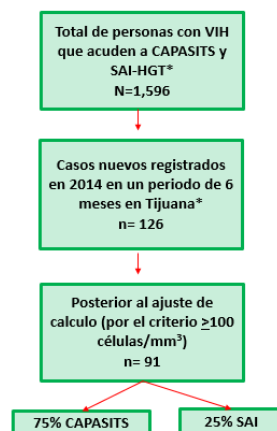 Total de personas con VIH
que acuden a CAPASITS y
SAI-HGT*
N=1,596
Casos nuevos registrados
en 2014 en un periodo de 6
meses en Tijuana*
n= 126
Posterior al ajuste de
calculo (por el criterio ≥100
células/mm³)
n= 91
75% CAPASITS
25% SAI